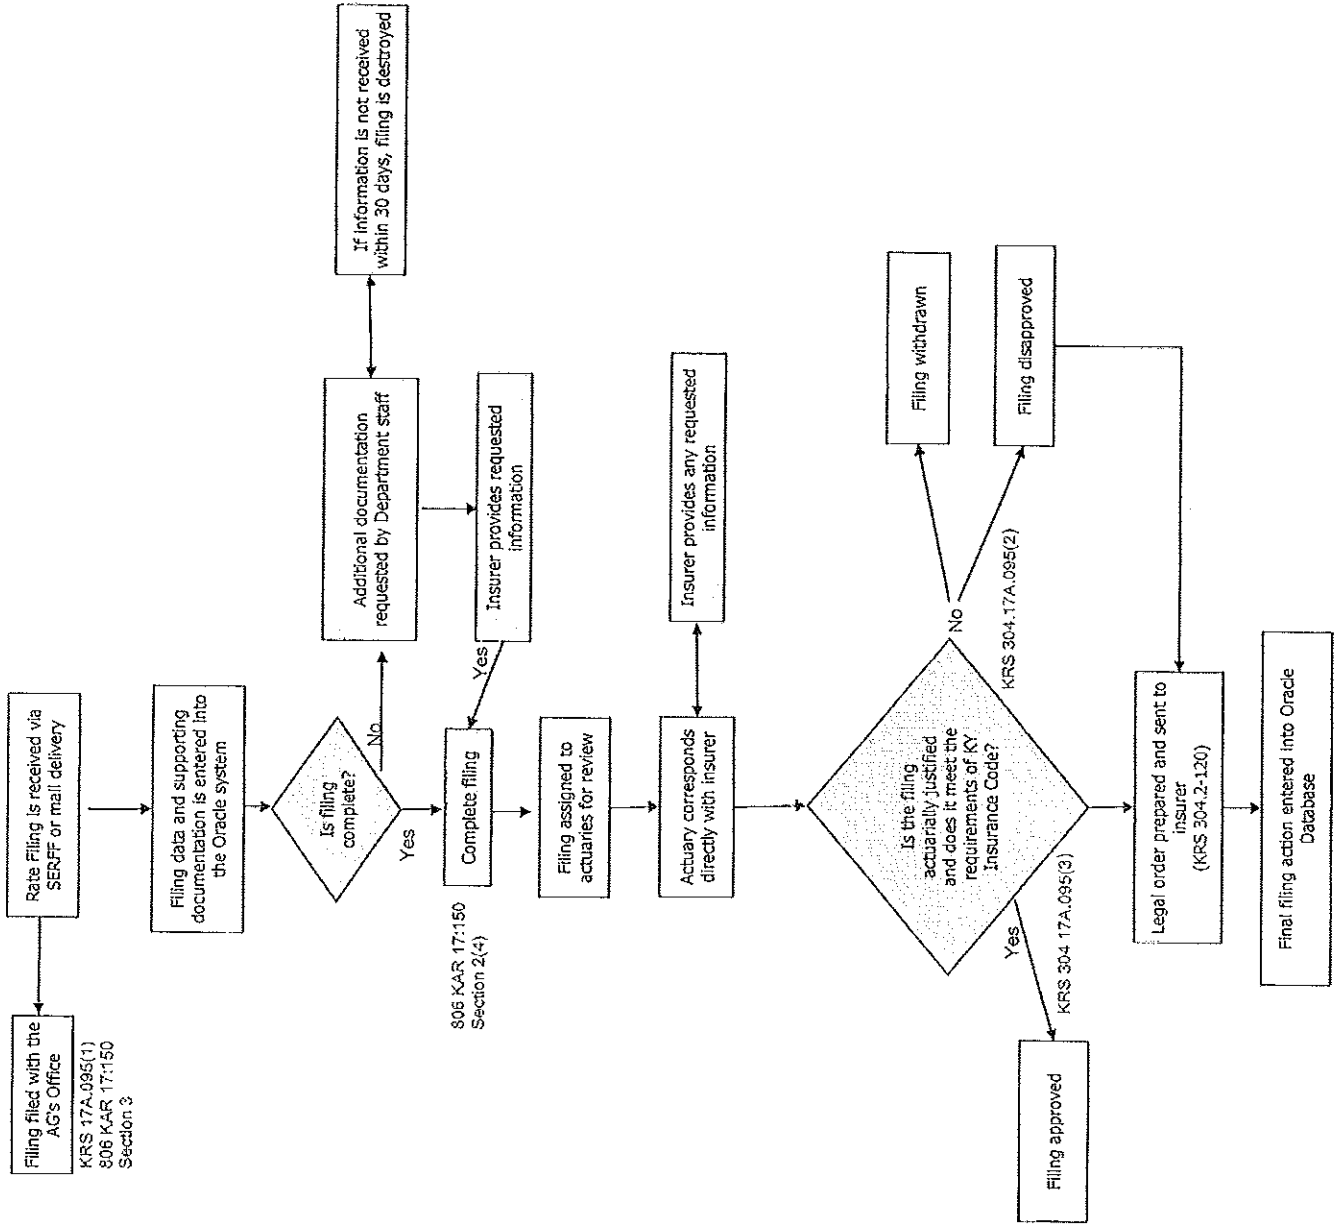 Filing filed with the
AG's Office
KRS 17A.095(1)
806 KAR 17:150
Section 3
Rate Filing is received via
SERFF or mail delivery
Filing data and supporting
documentation is entered into
the Oracle system
Is filing
complete?
No
Yes
Additional documentation
requested by Department staff
If information is not received
within 30 days, filing is destroyed
Insurer provides requested
information
Yes
Complete filing
806 KAR 17:150
Section 2(4)
Filing assigned to
actuaries for review
Actuary corresponds
directly with insurer
Insurer provides any requested
information
Is the filing
actuarially justified
and does it meet the
requirements of KY
Insurance Code?
No
KRS 304.17A.095(2)
Filing withdrawn
Filing disapproved
Yes
KRS 304 17A.095(3)
Filing approved
Legal order prepared and sent to
insurer
(KRS 304.2-120)
Final filing action entered into Oracle
Database